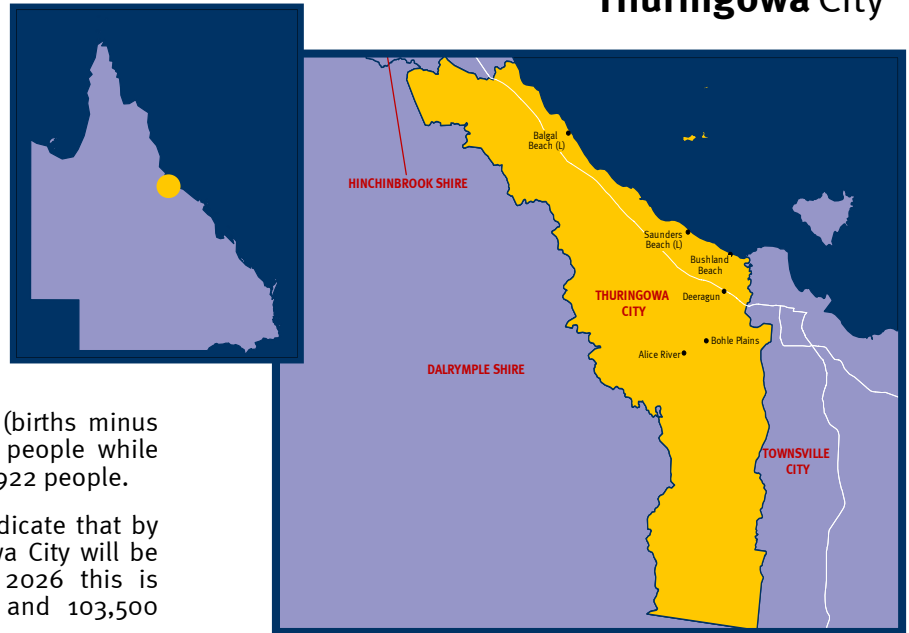 Thuringowa City
Balgal
Beach (L)
HINCHINBROOK SHIRE
Saunders
Beach (L)
Bushland
Beach
THURINGOWA
CITY
Deeragun
Bohle Plains
Alice River
DALRYMPLE SHIRE
TOWNSVILLE
CITY
(births minus
people while
922 people.
dicate that by
wa City will be
2026 this is
and 103,500